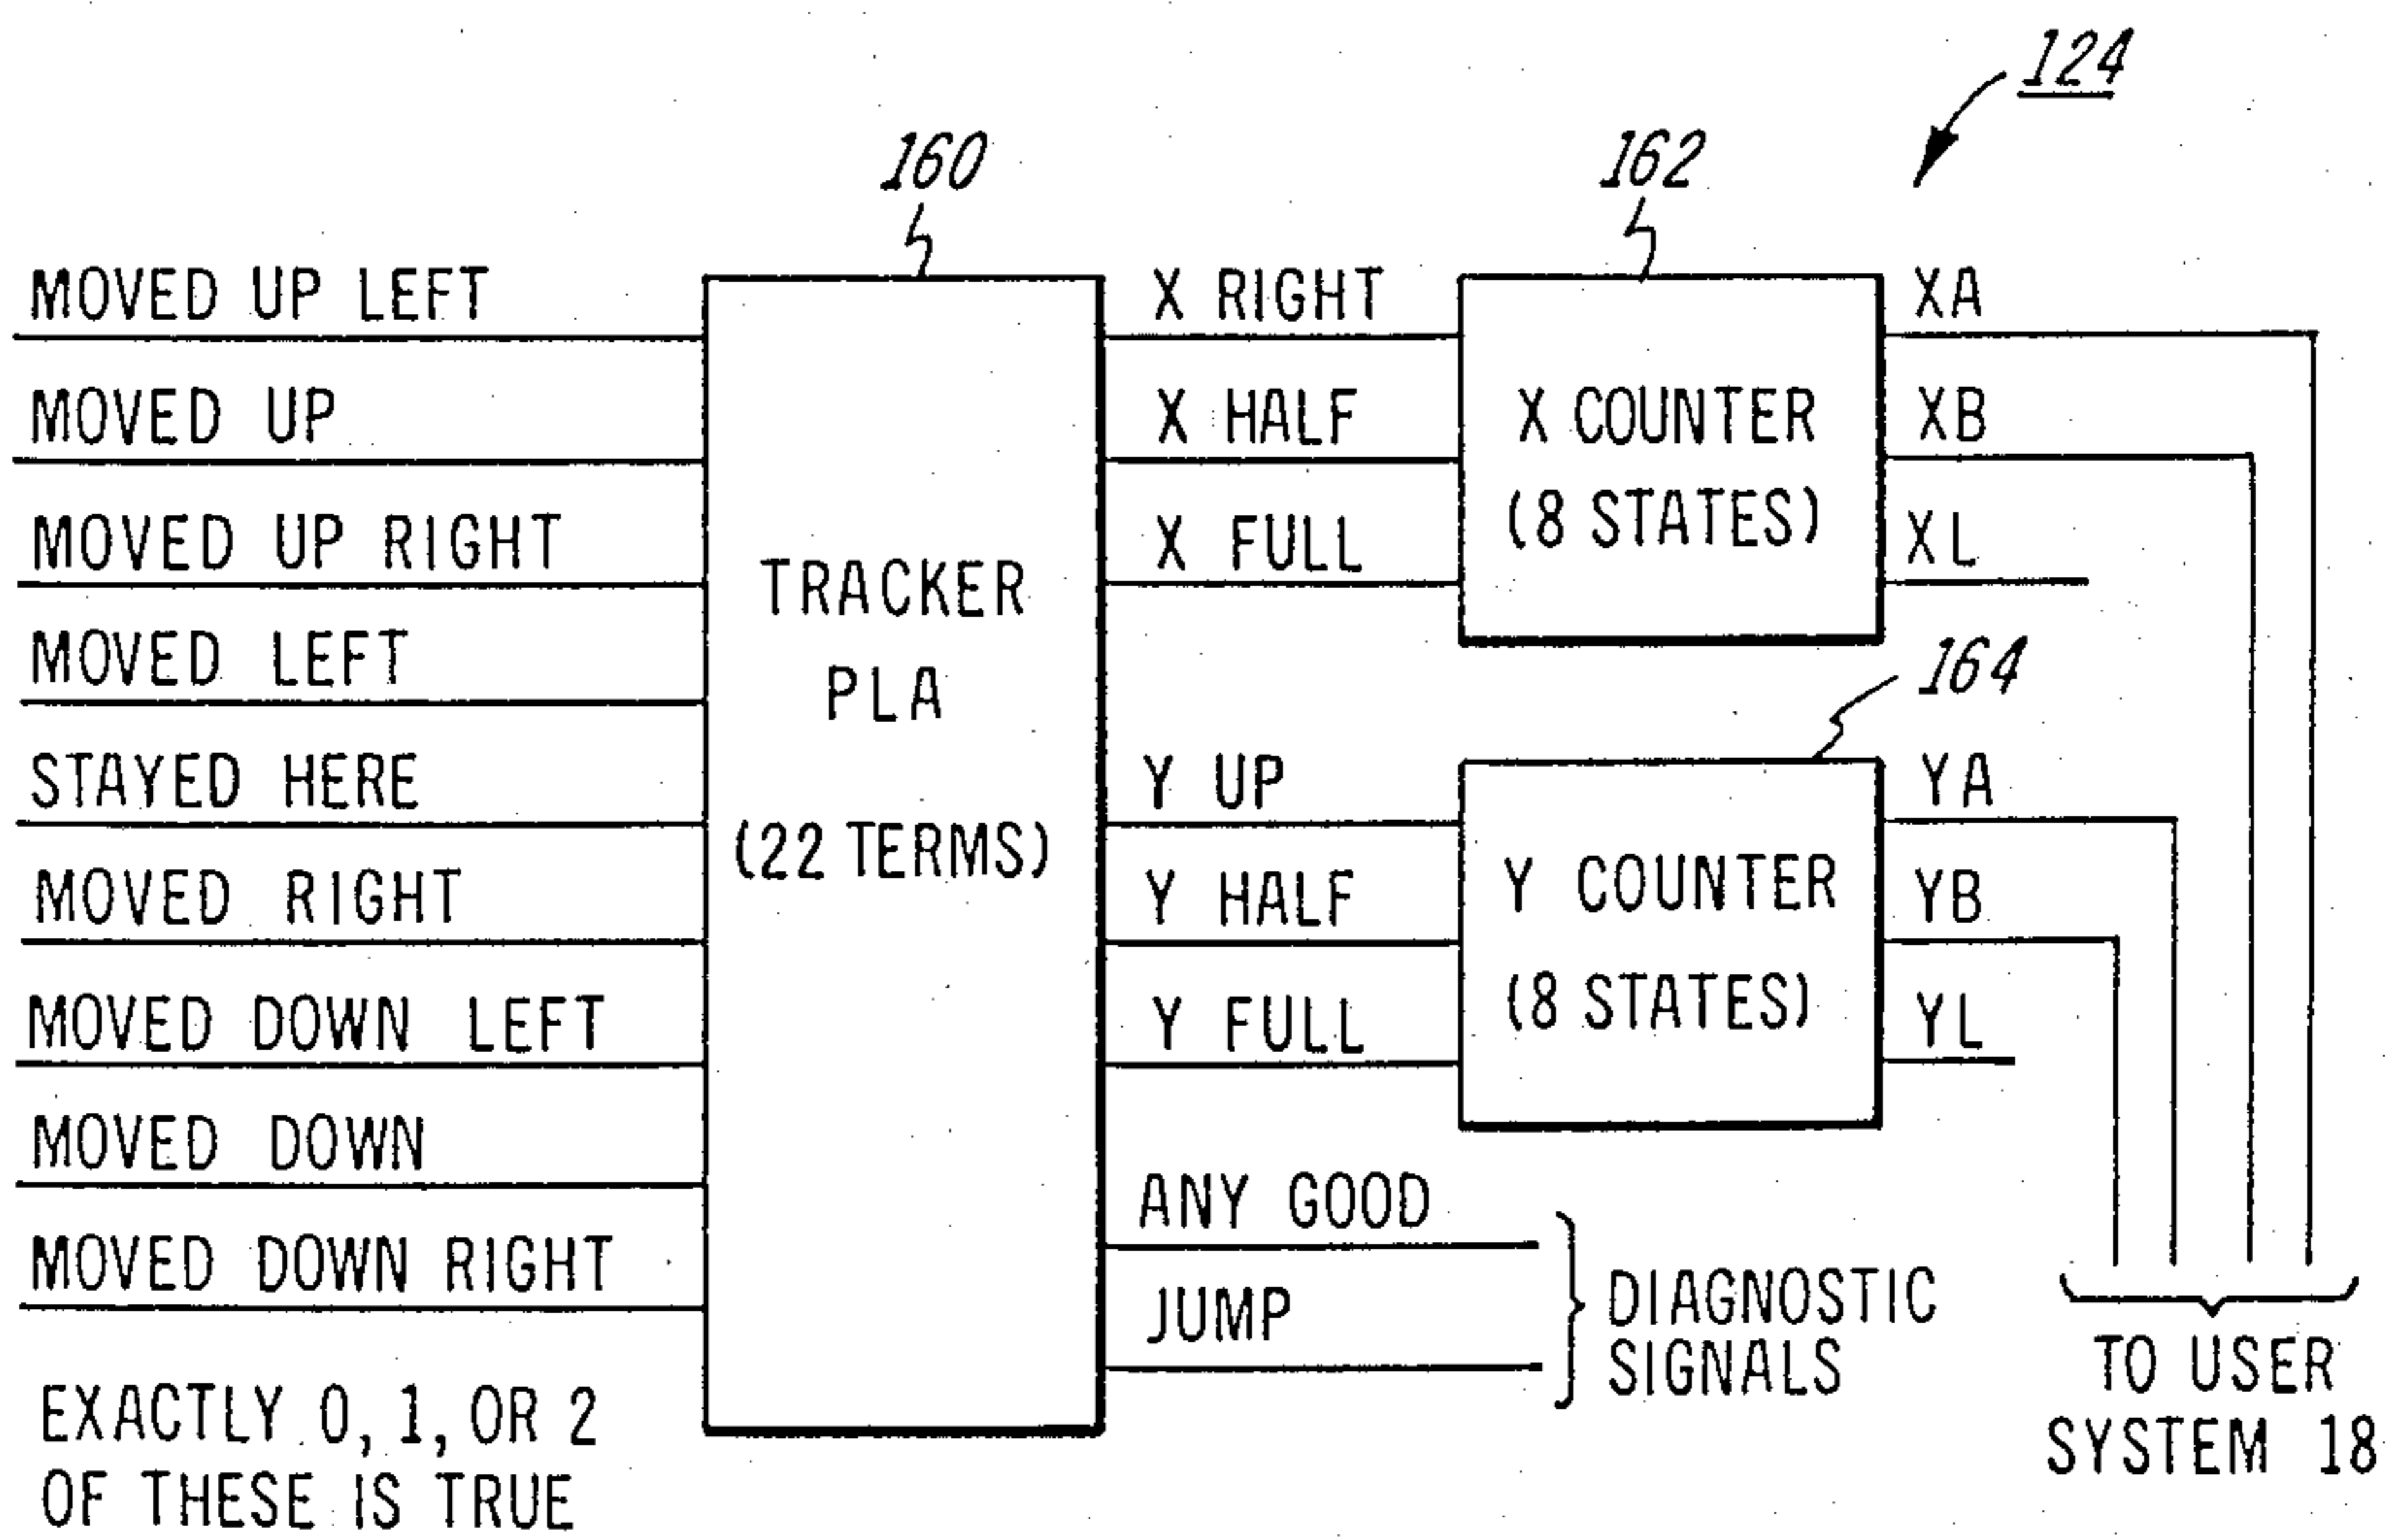 124
160
162
MOVED UP LEFT
X RIGHT
XA
MOVED UP
X HALF
X COUNTER
XB
MOVED UP RIGHT
X FULL
(8 STATES)
XL
TRACKER
MOVED LEFT
PLA
164
STAYED HERE
Y UP
YA
(22 TERMS)
MOVED RIGHT
Y HALF
Y COUNTER
YB
MOVED DOWN LEFT
Y FULL
(8 STATES)
YL
MOVED DOWN
ANY GOOD
MOVED DOWN RIGHT
JUMP
DIAGNOSTIC
SIGNALS
TO USER
SYSTEM 18
EXACTLY 0, 1, OR 2
OF THESE IS TRUE